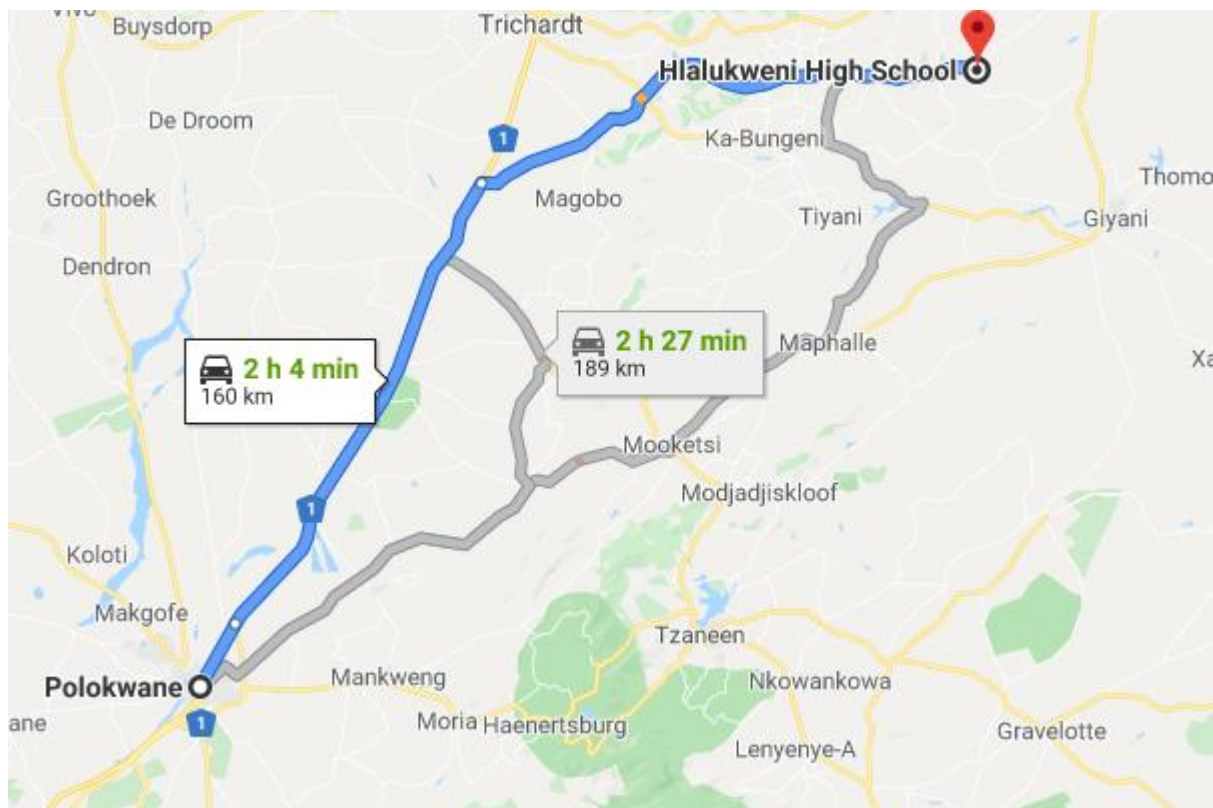 Buysdorp
Trichardt
Hlalukweni High School
De Droom
1
Ka-Bungeni
Groothoek
Magobo
Thomo
Tiyani
Giyani
Dendron
2 h 27 min
189 km
Maphalle
2 h 4 min
160 km
Mooketsi
Modjadjiskloof
1
Koloti
Makgofe
Tzaneen
Polokwane
Mankweng
Nkowankowa
1
Moria
Haenertsburg
Gravelotte
Lenyenye-A